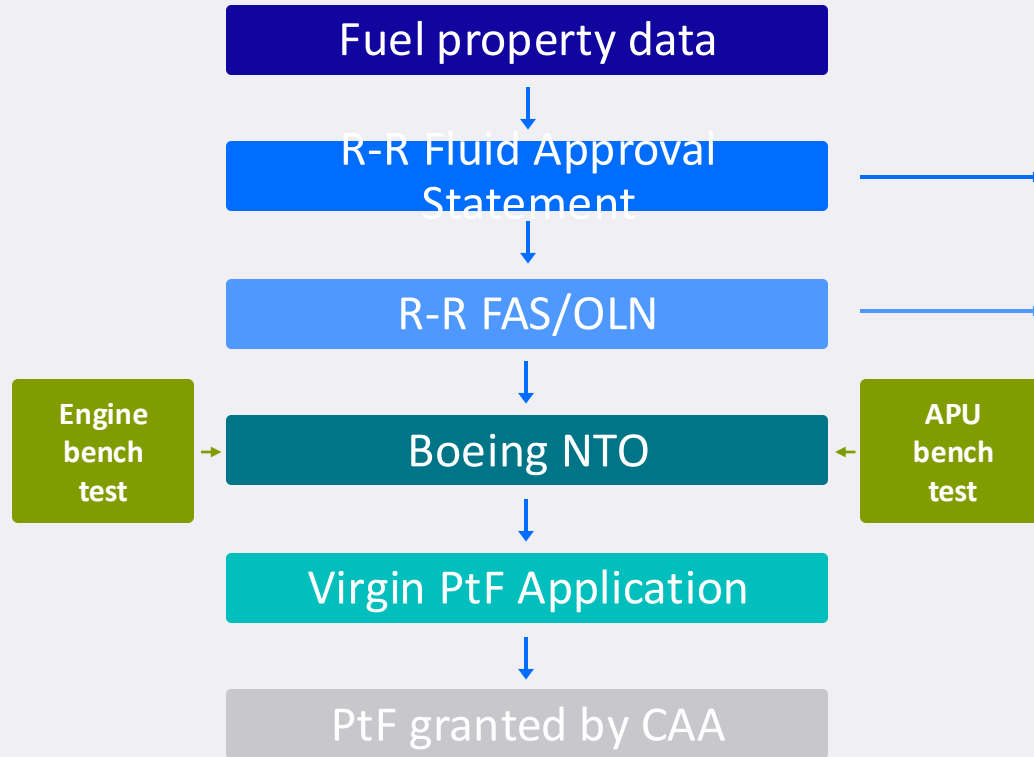 Fuel property data
R-R Fluid Approval
Statement
R-R FAS/OLN
Engine
bench
test
Boeing NTO
APU
bench
test
Virgin PtF Application
PtF granted by CAA